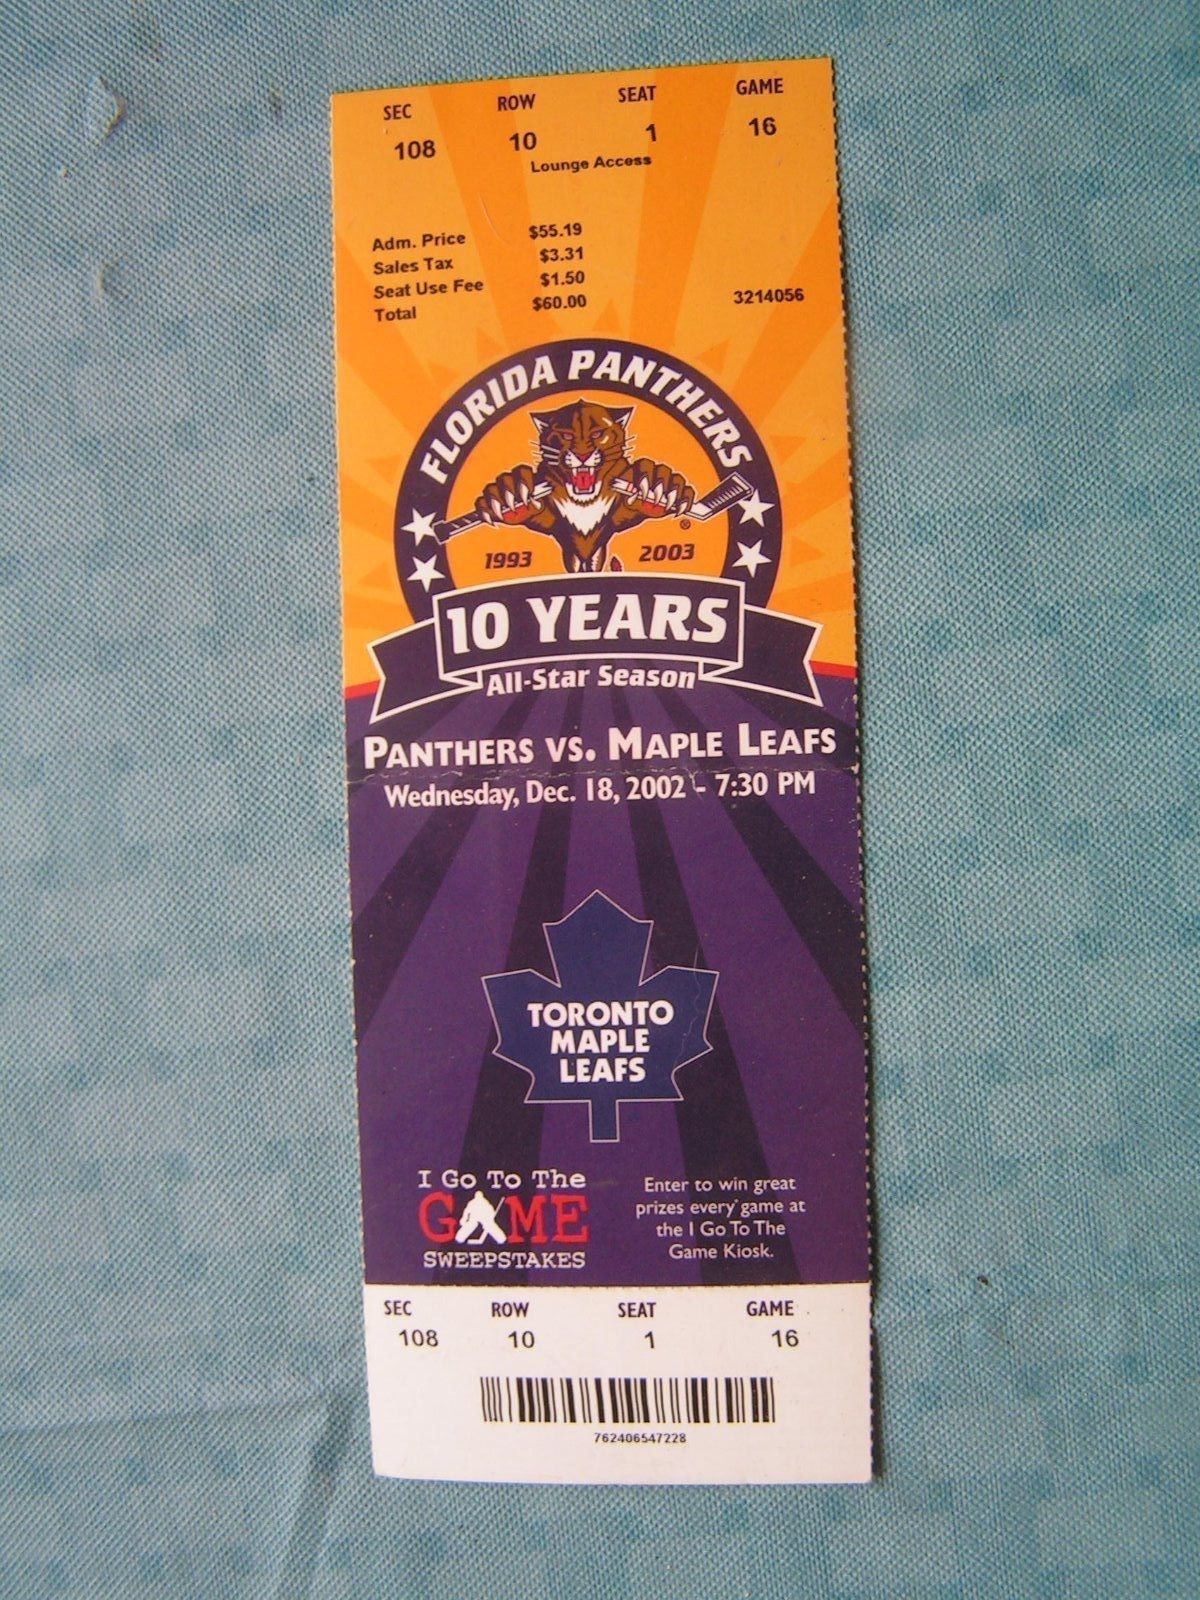 SEC ROW SEAT GAME
108 10 1 16
Lounge Access
Adm. Price $55.19
Sales Tax $3.31
Seat Use Fee $1.50
Total $60.00 3214056
FLORIDA PANTHERS
®
1993 2003
10 YEARS
All-Star Season
PANTHERS VS. MAPLE LEAFS
Wednesday, Dec. 18, 2002 - 7:30 PM
TORONTO
MAPLE
LEAFS
I Go To The
GAME
SWEEPSTAKES
Enter to win great
prizes every game at
the I Go To The
Game Kiosk.
SEC ROW SEAT GAME
108 10 1 16
762406547228